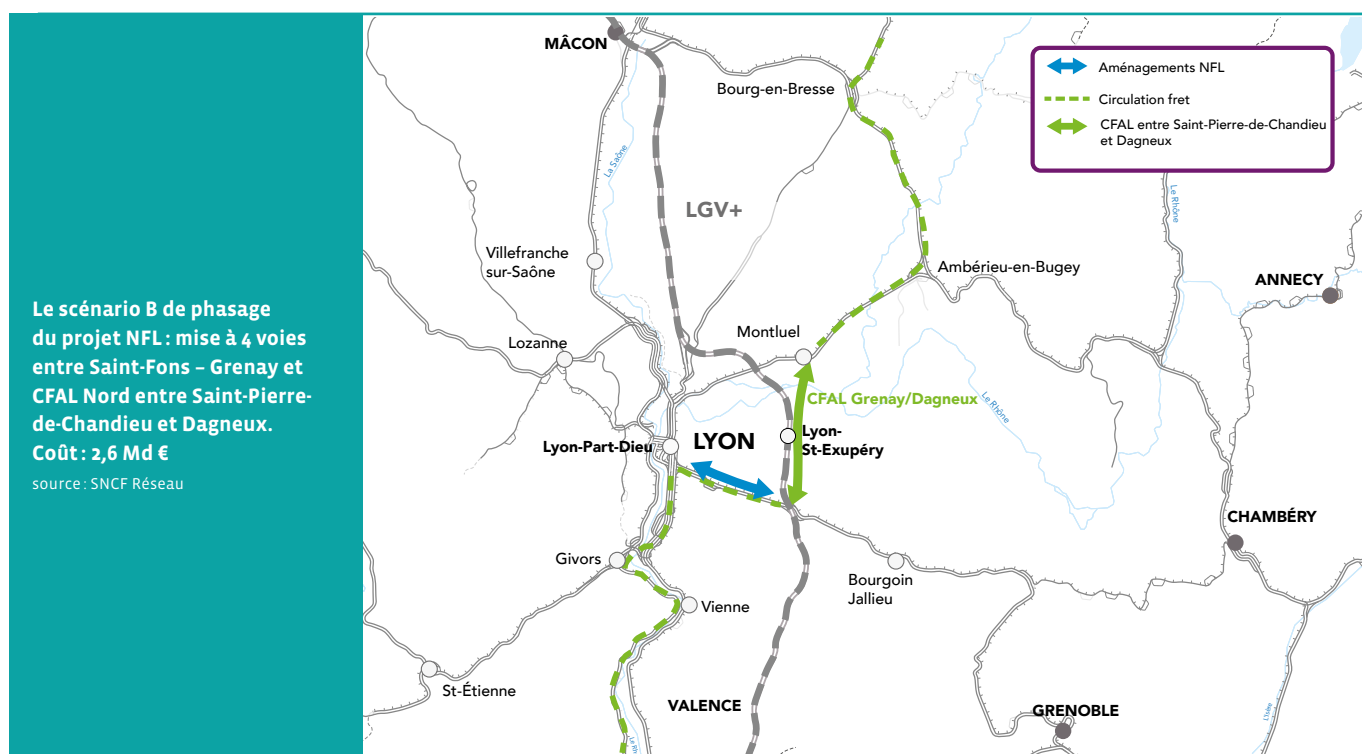 Le scénario B de phasage
du projet NFL : mise à 4 voies
entre Saint-Fons – Grenay et
CFAL Nord entre Saint-Pierre-
de-Chandieu et Dagneux.
Coût : 2,6 Md €
source : SNCF Réseau
MÂCON
Bourg-en-Bresse
Aménagements NFL
Circulation fret
CFAL entre Saint-Pierre-de-Chandieu
et Dagneux
La Saône
Le Rhône
LGV+
Villefranche
sur-Saône
Ambérieu-en-Bugey
ANNECY
Lozanne
Montluel
CFAL Grenay/Dagneux
Le Rhône
Lyon-Part-Dieu
LYON
Lyon-
St-Exupéry
CHAMBÉRY
Givors
Bourgoin
Jallieu
Vienne
St-Étienne
VALENCE
GRENOBLE
L'Isère
Le Rh